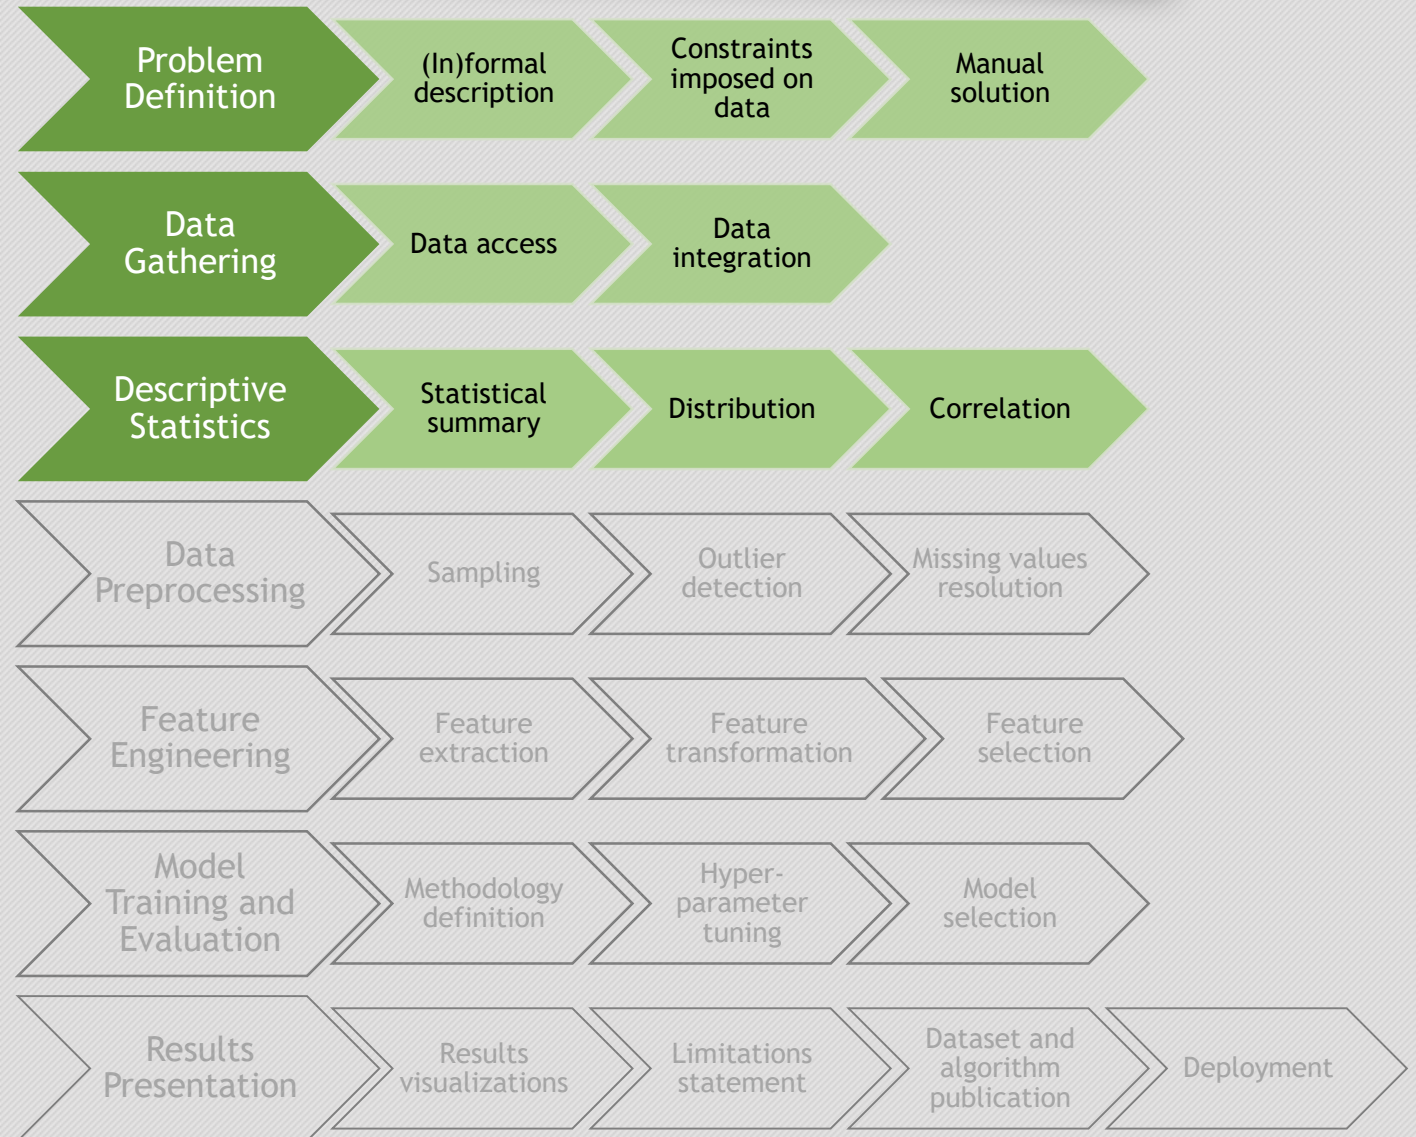 Problem
Definition
(In)formal
description
Constraints
imposed on
data
Manual
solution
Data
Gathering
Data access
Data
integration
Descriptive
Statistics
Statistical
summary
Distribution
Correlation
Data
Preprocessing
Sampling
Outlier
detection
Missing values
resolution
Feature
Engineering
Feature
extraction
Feature
transformation
Feature
selection
Model
Training and
Evaluation
Methodology
definition
Hyper-
parameter
tuning
Model
selection
Results
Presentation
Results
visualizations
Limitations
statement
Dataset and
algorithm
publication
Deployment